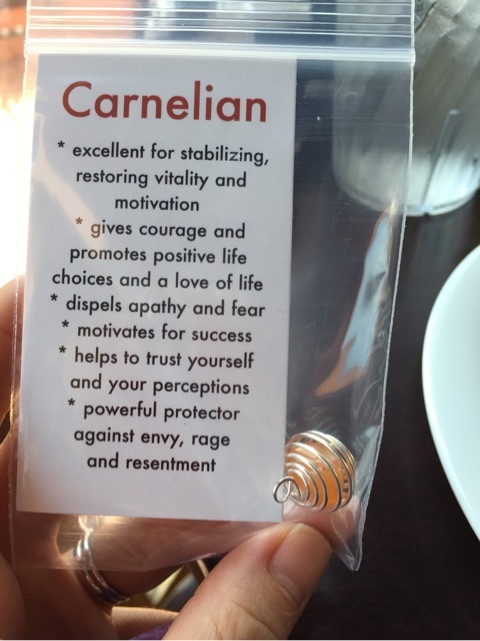 Carnelian
* excellent for stabilizing,
restoring vitality and
motivation
* gives courage and
promotes positive life
choices and a love of life
* dispels apathy and fear
* motivates for success
* helps to trust yourself
and your perceptions
* powerful protector
against envy, rage
and resentment